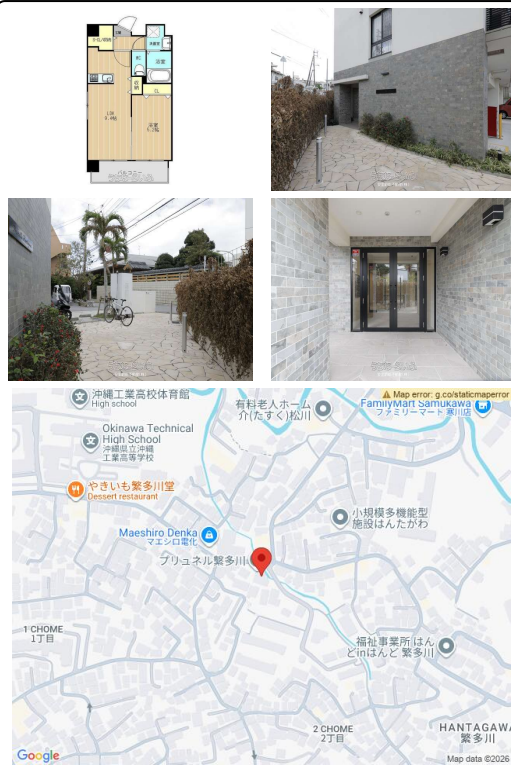 WC
浴室
CL
LDK
バルコニー
Map error: g.co/staticmaperror
沖縄工業高校体育館
High school
有料老人ホーム
介(たすく)松川
FamilyMart Samukawa
ファミリーマート 寒川店
Okinawa Technical
High School
沖縄県立沖縄
工業高等学校
やきいも繁多川堂
Dessert restaurant
小規模多機能型
施設はんたがわ
Maeshiro Denka
マエシロ電化
プリュネル繁多川
1 CHOME
1丁目
福祉事業所 はん
どinはんど 繁多川
2 CHOME
2丁目
HANTAGAWA
繁多川
Google
Map data ©2026